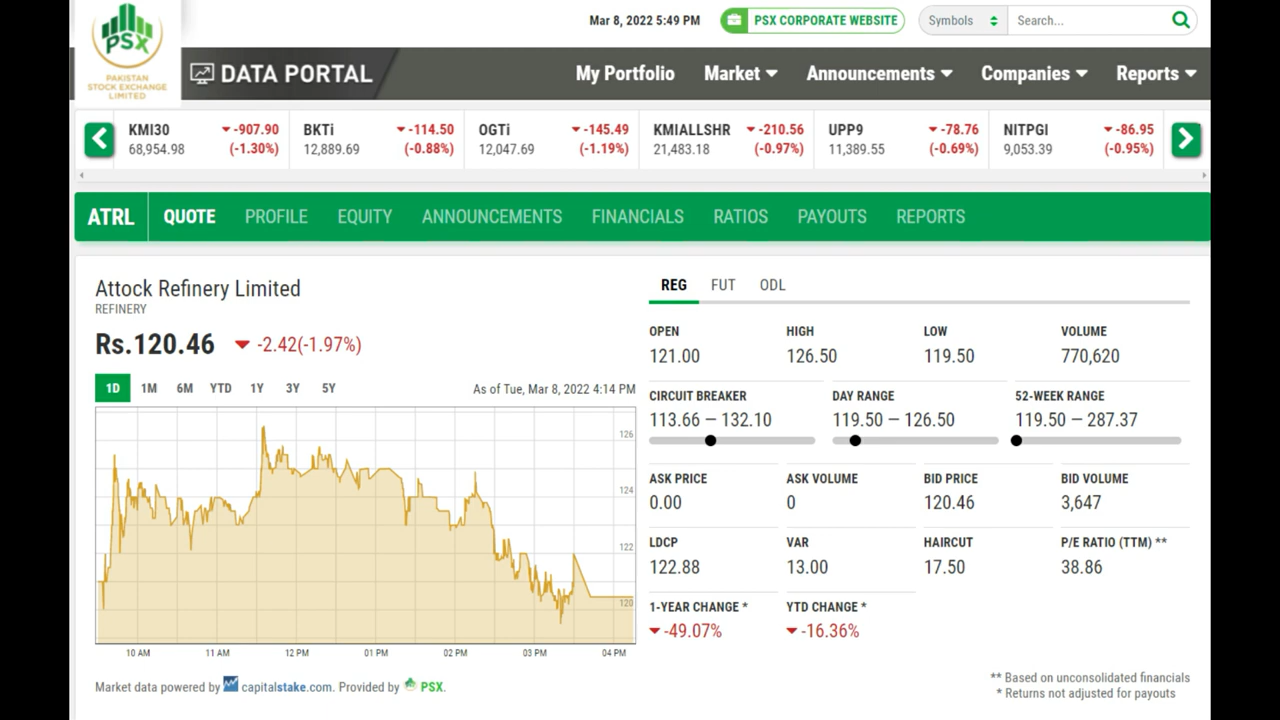 Mar 8, 2022 5:49 PM PSX CORPORATE WEBSITE Symbols Search...
PSX
PAKISTAN
STOCK EXCHANGE
LIMITED
DATA PORTAL My Portfolio Market Announcements Companies Reports
KMI30 -907.90 BKTi -114.50 OGTi -145.49 KMIALLSHR -210.56 UPP9 -78.76 NITPGI -86.95
68,954.98 (-1.30%) 12,889.69 (-0.88%) 12,047.69 (-1.19%) 21,483.18 (-0.97%) 11,389.55 (-0.69%) 9,053.39 (-0.95%)
ATRL QUOTE PROFILE EQUITY ANNOUNCEMENTS FINANCIALS RATIOS PAYOUTS REPORTS
Attock Refinery Limited
REFINERY
Rs.120.46 -2.42(-1.97%)
1D 1M 6M YTD 1Y 3Y 5Y As of Tue, Mar 8, 2022 4:14 PM
126
124
122
120
10 AM 11 AM 12 PM 01 PM 02 PM 03 PM 04 PM
Market data powered by capitalstake.com. Provided by PSX.
REG FUT ODL
OPEN HIGH LOW VOLUME
121.00 126.50 119.50 770,620
CIRCUIT BREAKER DAY RANGE 52-WEEK RANGE
113.66 — 132.10 119.50 — 126.50 119.50 — 287.37
ASK PRICE ASK VOLUME BID PRICE BID VOLUME
0.00 0 120.46 3,647
LDCP VAR HAIRCUT P/E RATIO (TTM) **
122.88 13.00 17.50 38.86
1-YEAR CHANGE * YTD CHANGE *
-49.07% -16.36%
** Based on unconsolidated financials
* Returns not adjusted for payouts